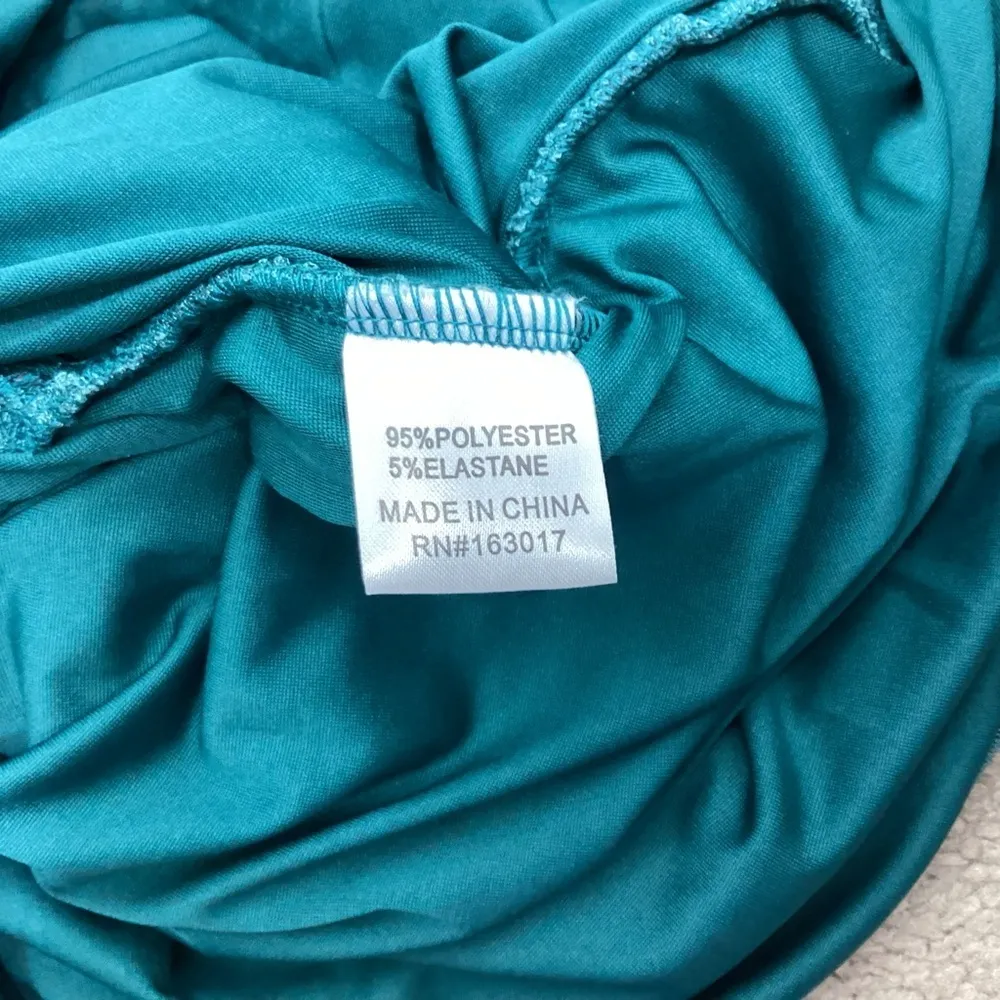 95%POLYESTER
5%ELASTANE
MADE IN CHINA
RN#163017